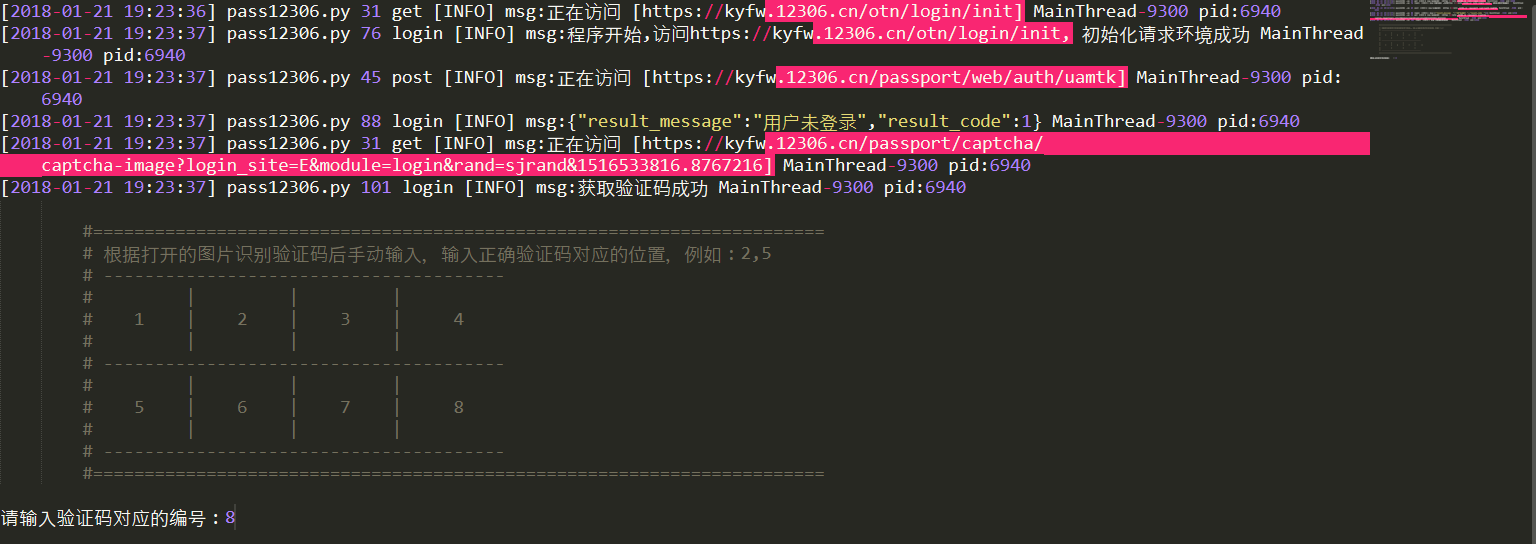 [2018-01-21 19:23:36] pass12306.py 31 get [INFO] msg:正在访问 [https://kyfw.12306.cn/otn/login/init] MainThread-9300 pid:6940
[2018-01-21 19:23:37] pass12306.py 76 login [INFO] msg:程序开始,访问https://kyfw.12306.cn/otn/login/init, 初始化请求环境成功 MainThread
-9300 pid:6940
[2018-01-21 19:23:37] pass12306.py 45 post [INFO] msg:正在访问 [https://kyfw.12306.cn/passport/web/auth/uamtk] MainThread-9300 pid:
6940
[2018-01-21 19:23:37] pass12306.py 88 login [INFO] msg:{"result_message":"用户未登录","result_code":1} MainThread-9300 pid:6940
[2018-01-21 19:23:37] pass12306.py 31 get [INFO] msg:正在访问 [https://kyfw.12306.cn/passport/captcha/
captcha-image?login_site=E&module=login&rand=sjrand&1516533816.8767216] MainThread-9300 pid:6940
[2018-01-21 19:23:37] pass12306.py 101 login [INFO] msg:获取验证码成功 MainThread-9300 pid:6940
#=======================================================================
# 根据打开的图片识别验证码后手动输入, 输入正确验证码对应的位置, 例如：2,5
# ---------------------------------------
#         |         |         |
#    1    |    2    |    3    |     4
#         |         |         |
# ---------------------------------------
#         |         |         |
#    5    |    6    |    7    |     8
#         |         |         |
# ---------------------------------------
#=======================================================================
请输入验证码对应的编号：8